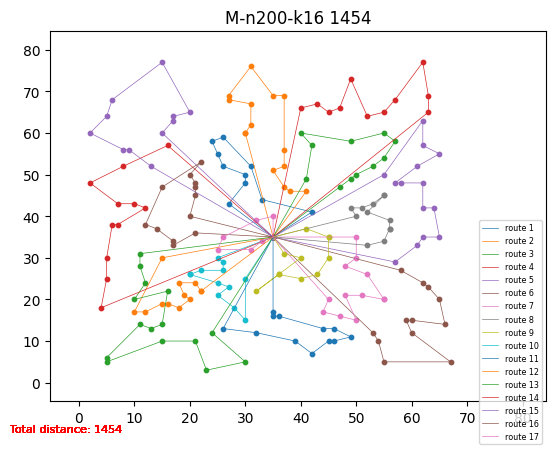 M-n200-k16 1454
80
70
60
50
40
30
20
10
0
route 1
route 2
route 3
route 4
route 5
route 6
route 7
route 8
route 9
route 10
route 11
route 12
route 13
route 14
route 15
route 16
route 17
0 10 20 30 40 50 60 70 80
Total distance: 1454